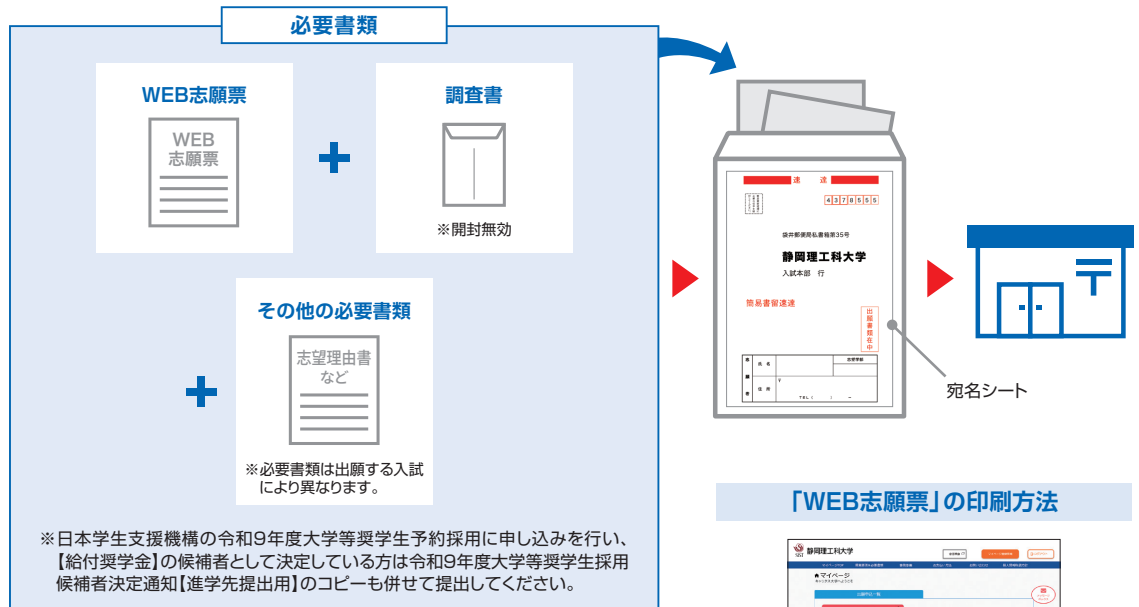 必要書類
WEB志願票
WEB
志願票
調査書
※開封無効
その他の必要書類
志望理由書
など
※必要書類は出願する入試
により異なります。
※日本学生支援機構の令和9年度大学等奨学生予約採用に申し込みを行い、
【給付奨学金】の候補者として決定している方は令和9年度大学等奨学生採用
候補者決定通知【進学先提出用】のコピーも併せて提出してください。
速 達
4378555
袋井郵便局私書箱第35号
静岡理工科大学
入試本部 行
簡易書留速達
出願書類在中
志願者
氏名
志望学部
住所
〒
TEL ( ) −
宛名シート
「WEB志願票」の印刷方法
静岡理工科大学
マイページ